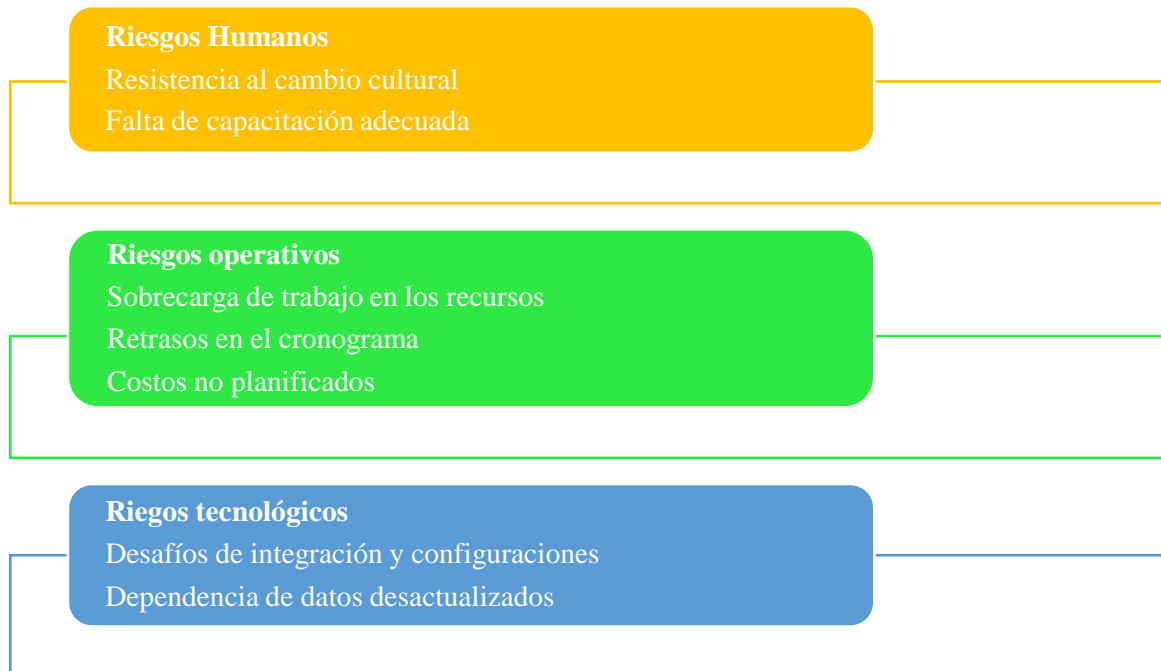 Riesgos Humanos
Resistencia al cambio cultural
Falta de capacitación adecuada
Riesgos operativos
Sobrecarga de trabajo en los recursos
Retrasos en el cronograma
Costos no planificados
Riegos tecnológicos
Desafíos de integración y configuraciones
Dependencia de datos desactualizados